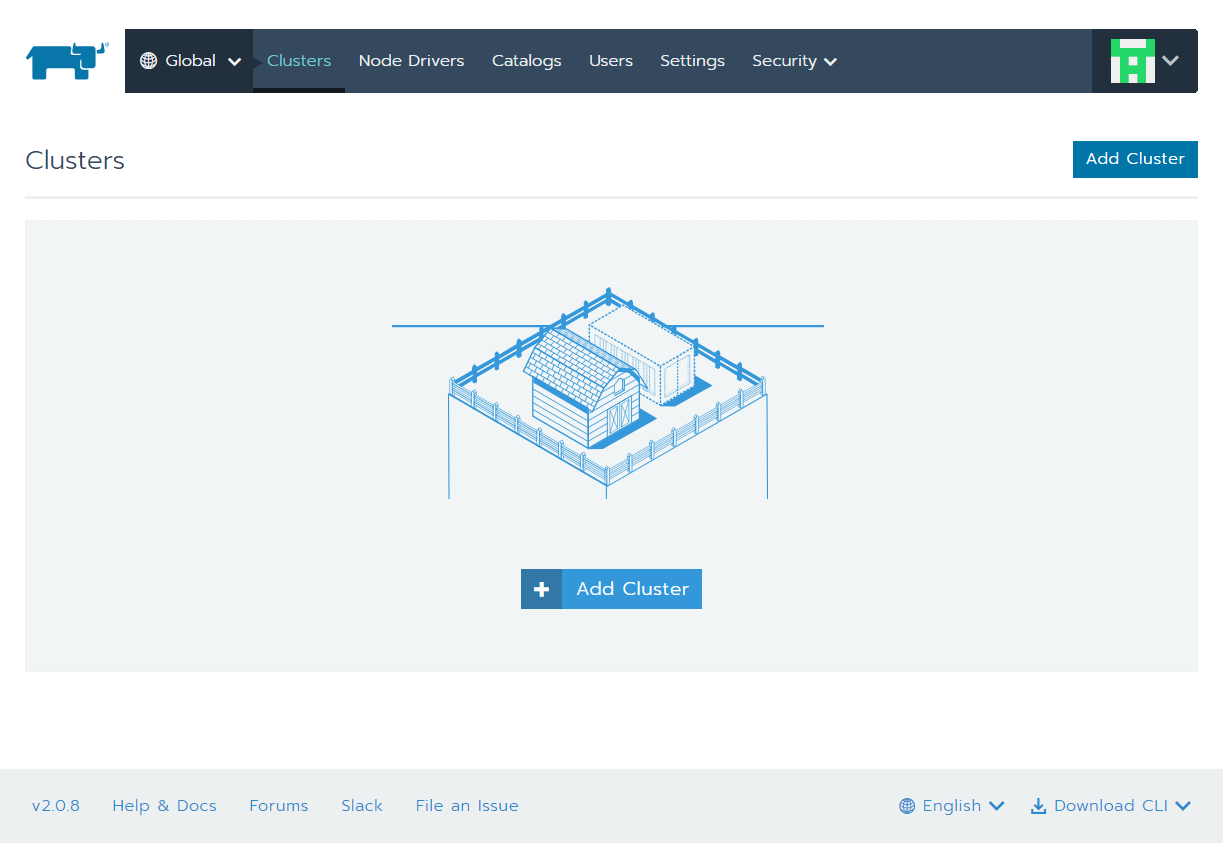 Global Clusters Node Drivers Catalogs Users Settings Security
Clusters
Add Cluster
Add Cluster
v2.0.8 Help & Docs Forums Slack File an Issue English Download CLI